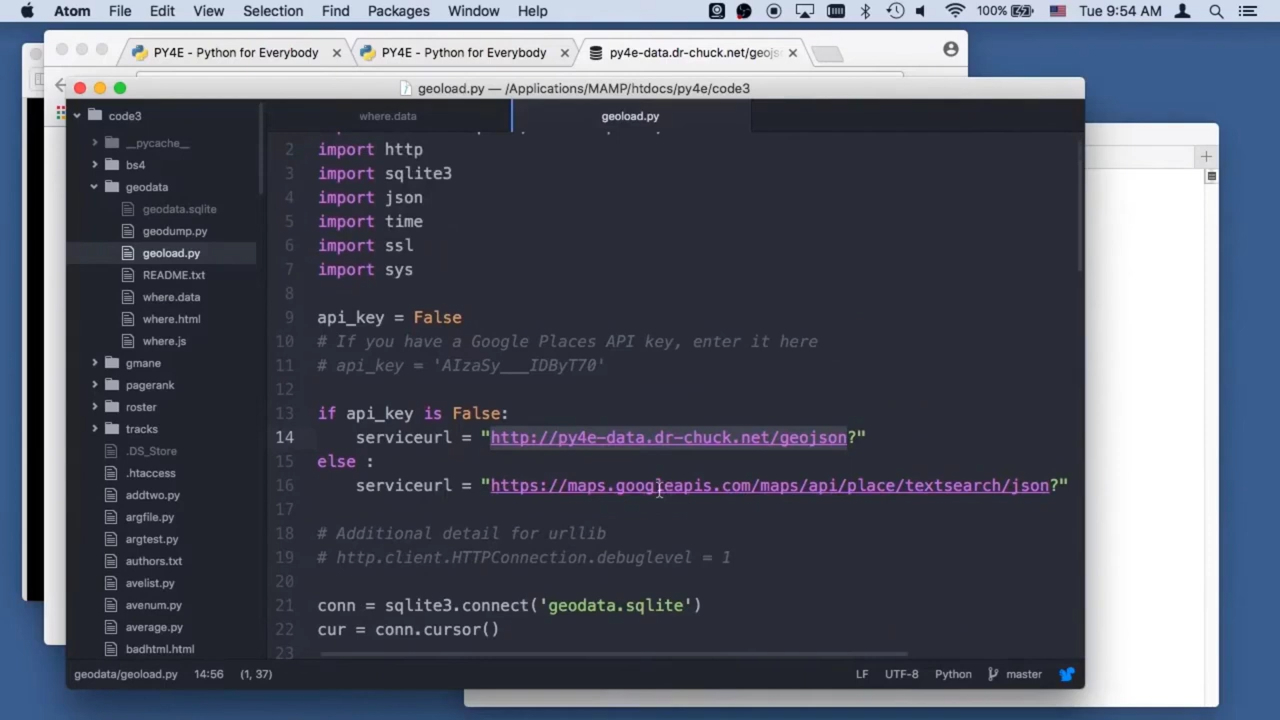 Atom File Edit View Selection Find Packages Window Help 100% Tue 9:54 AM
PY4E - Python for Everybody PY4E - Python for Everybody py4e-data.dr-chuck.net/geojs
geoload.py — /Applications/MAMP/htdocs/py4e/code3
code3
__pycache__
bs4
geodata
geodata.sqlite
geodump.py
geoload.py
README.txt
where.data
where.html
where.js
gmane
pagerank
roster
tracks
.DS_Store
.htaccess
addtwo.py
argfile.py
argtest.py
authors.txt
avelist.py
avenum.py
average.py
badhtml.html
where.data geoload.py
2 import http
3 import sqlite3
4 import json
5 import time
6 import ssl
7 import sys
8
9 api_key = False
10 # If you have a Google Places API key, enter it here
11 # api_key = 'AIzaSy___IDByT70'
12
13 if api_key is False:
14 serviceurl = "http://py4e-data.dr-chuck.net/geojson?"
15 else :
16 serviceurl = "https://maps.googleapis.com/maps/api/place/textsearch/json?"
17
18 # Additional detail for urllib
19 # http.client.HTTPConnection.debuglevel = 1
20
21 conn = sqlite3.connect('geodata.sqlite')
22 cur = conn.cursor()
23
geodata/geoload.py 14:56 (1, 37) LF UTF-8 Python master